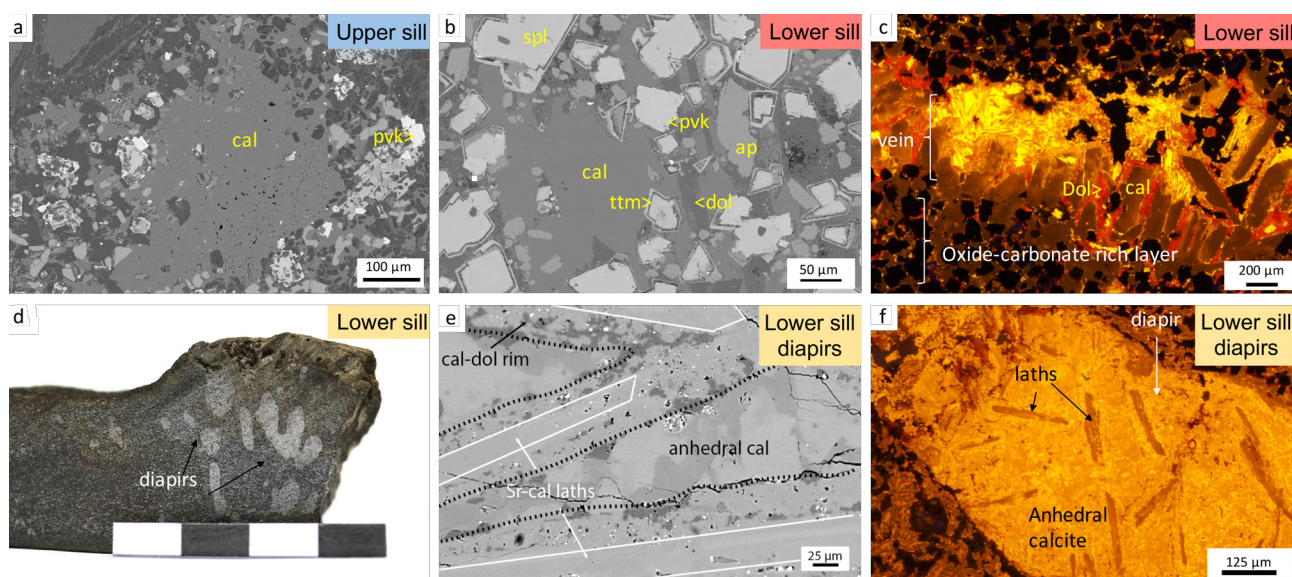 a
Upper sill
cal
pvk>
100 µm
b
Lower sill
spl
<pvk
ap
cal
ttm>
<dol
50 µm
c
Lower sill
vein
Dol>
cal
Oxide-carbonate rich layer
200 µm
d
Lower sill
diapirs
e
Lower sill
diapirs
cal-dol rim
anhedral cal
Sr-cal laths
25 µm
f
Lower sill
diapirs
diapir
laths
Anhedral
calcite
125 µm